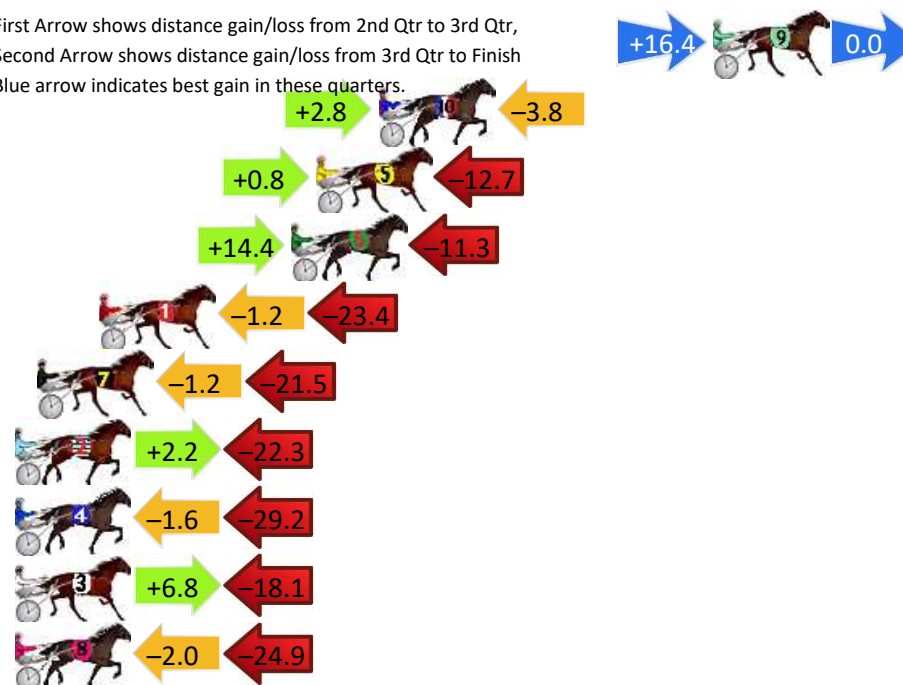 First Arrow shows distance gain/loss from 2nd Qtr to 3rd Qtr,
Second Arrow shows distance gain/loss from 3rd Qtr to Finish
Blue arrow indicates best gain in these quarters.
+16.4 9 0.0
+2.8 10 –3.8
+0.8 5 –12.7
+14.4 6 –11.3
1 –1.2 –23.4
7 –1.2 –21.5
2 +2.2 –22.3
4 –1.6 –29.2
3 +6.8 –18.1
8 –2.0 –24.9